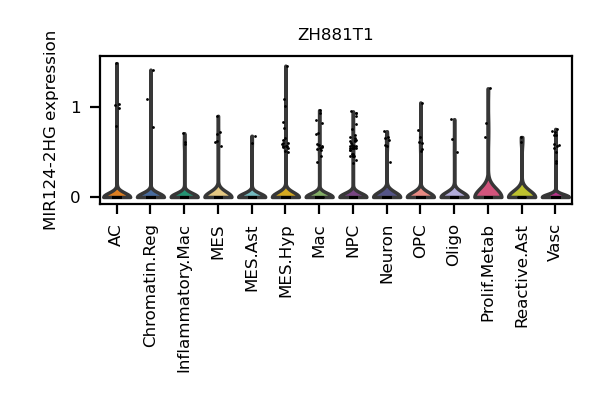 ZH881T1
MIR124-2HG expression
1
0
AC
Chromatin.Reg
Inflammatory.Mac
MES
MES.Ast
MES.Hyp
Mac
NPC
Neuron
OPC
Oligo
Prolif.Metab
Reactive.Ast
Vasc